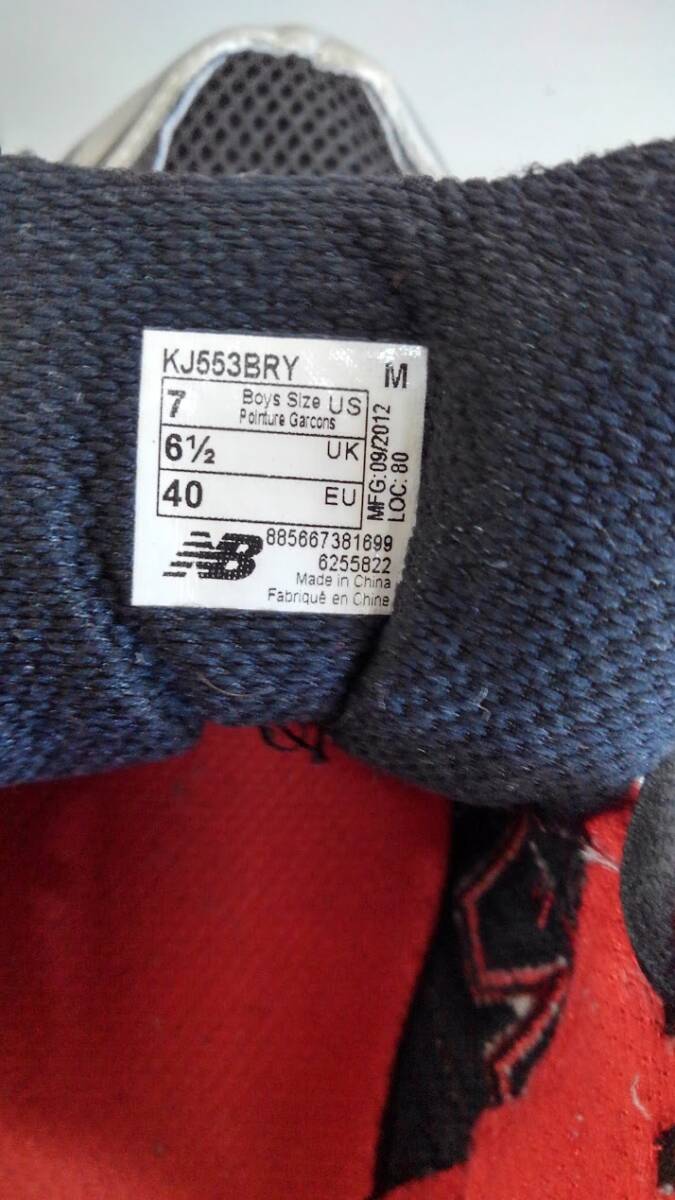 KJ553BRY M
7 Boys Size US
Pointure Garcons
6½ UK
40 EU
MFG:09/2012
LOC: 80
NB 885667381699
6255822
Made in China
Fabriqué en Chine